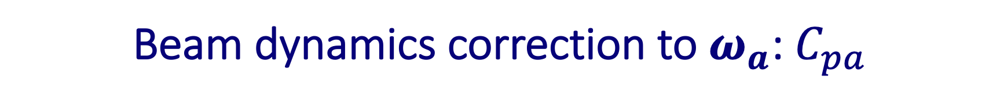 Beam dynamics correction to 𝝎ₐ: 𝐶ₚₐ